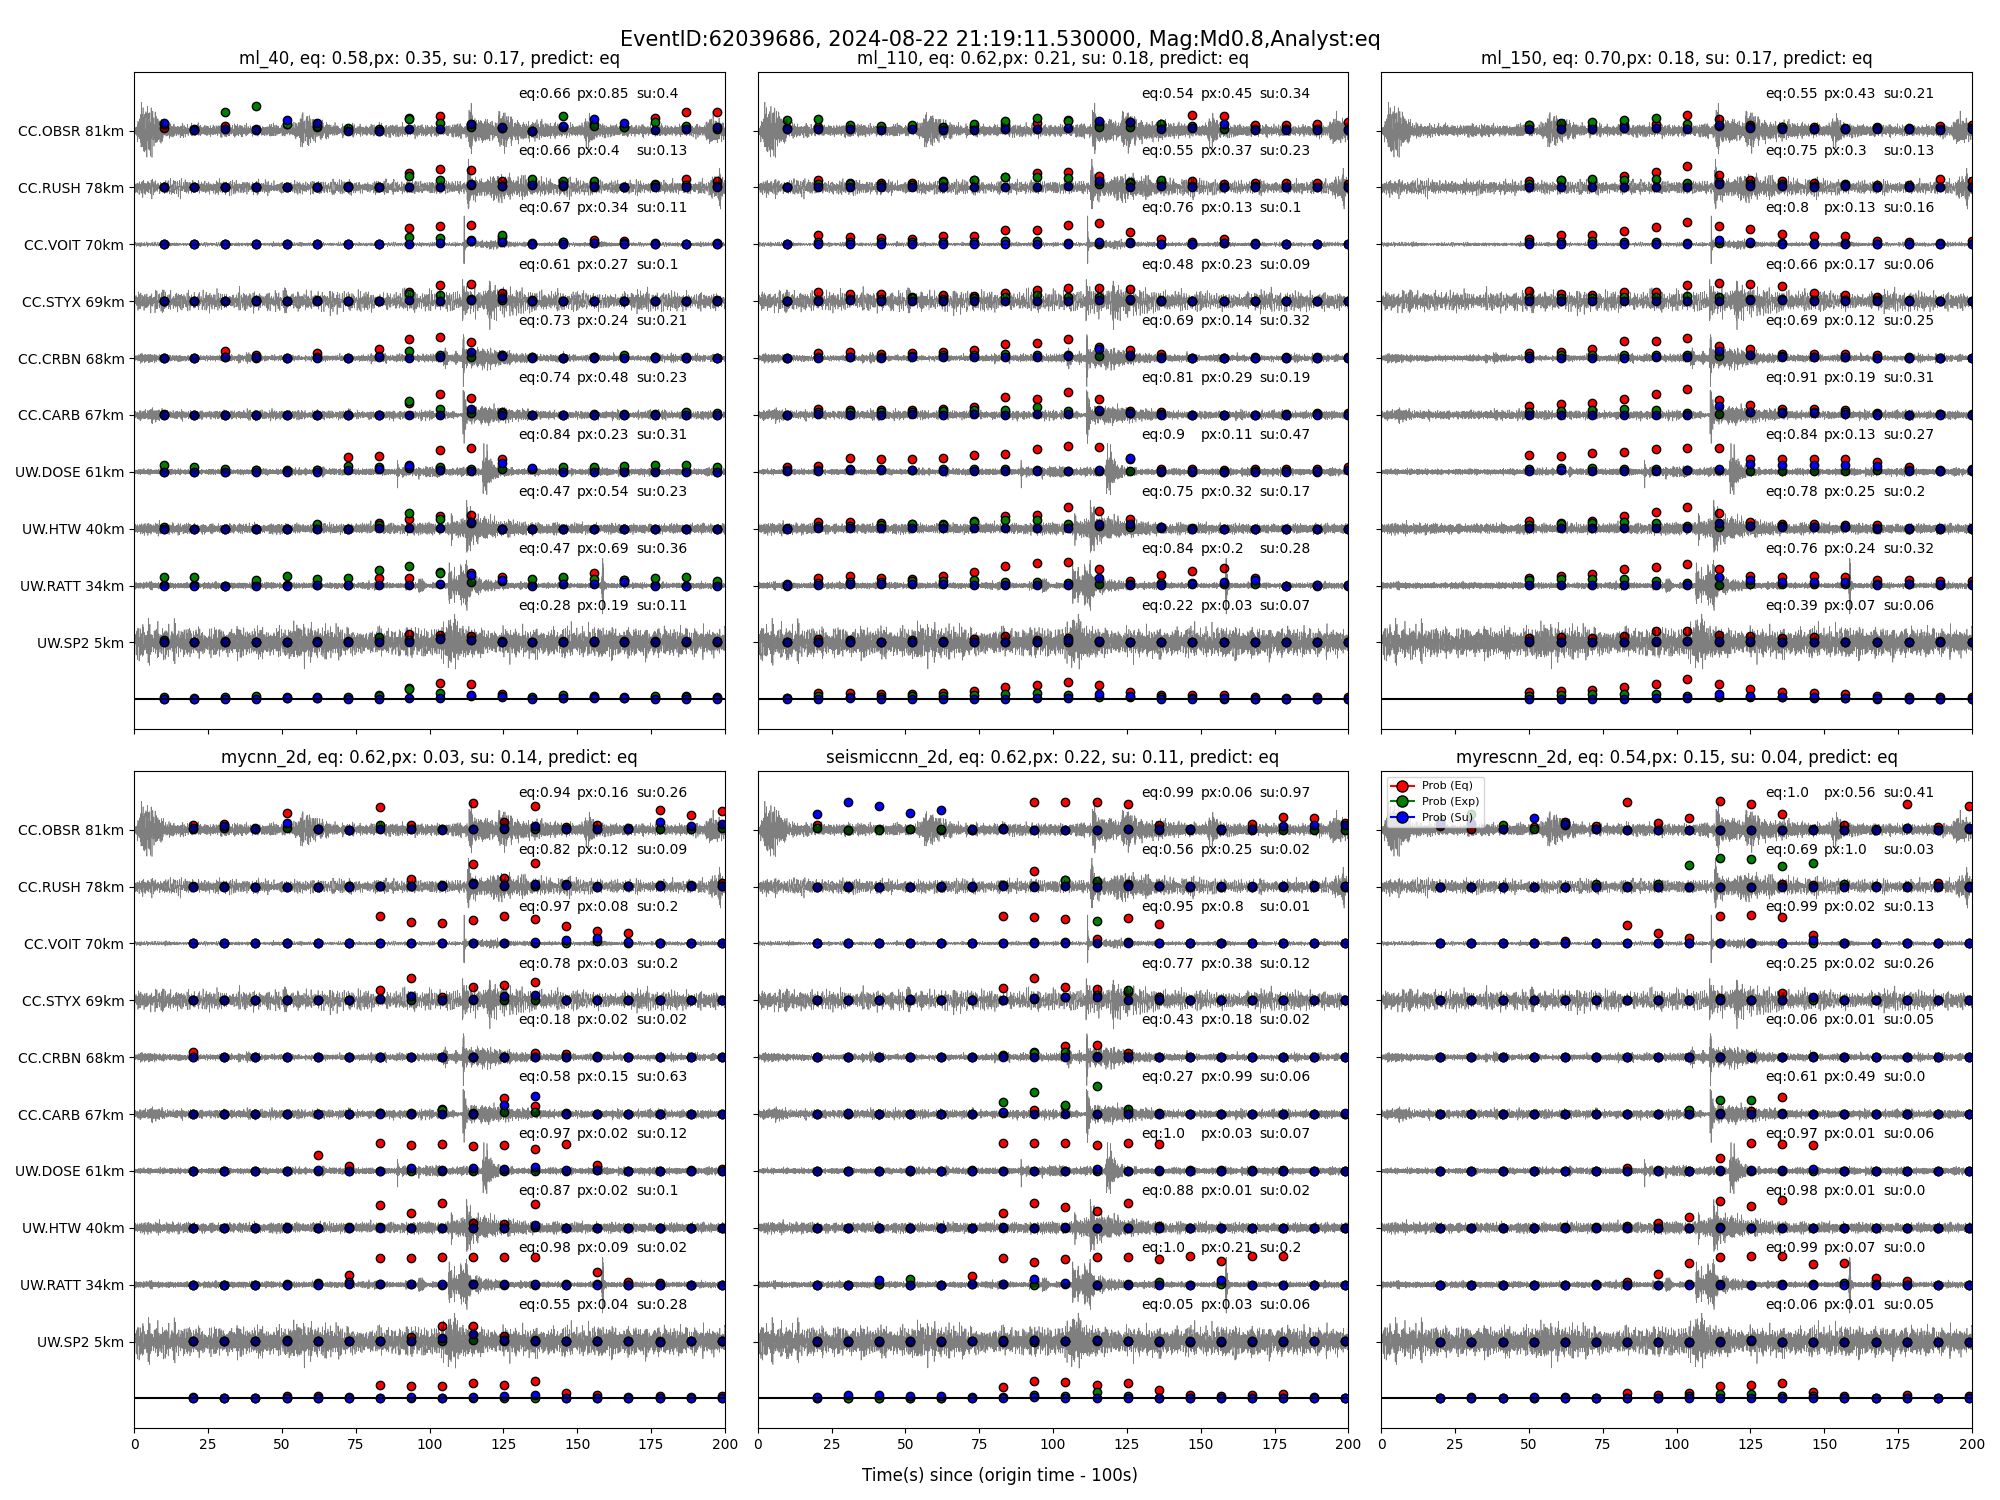 EventID:62039686, 2024-08-22 21:19:11.530000, Mag:Md0.8,Analyst:eq
ml_40, eq: 0.58,px: 0.35, su: 0.17, predict: eq
CC.OBSR 81km
eq:0.66 px:0.85 su:0.4
CC.RUSH 78km
eq:0.66 px:0.4 su:0.13
CC.VOIT 70km
eq:0.67 px:0.34 su:0.11
CC.STYX 69km
eq:0.61 px:0.27 su:0.1
CC.CRBN 68km
eq:0.73 px:0.24 su:0.21
CC.CARB 67km
eq:0.74 px:0.48 su:0.23
UW.DOSE 61km
eq:0.84 px:0.23 su:0.31
UW.HTW 40km
eq:0.47 px:0.54 su:0.23
UW.RATT 34km
eq:0.47 px:0.69 su:0.36
UW.SP2 5km
eq:0.28 px:0.19 su:0.11
ml_110, eq: 0.62,px: 0.21, su: 0.18, predict: eq
eq:0.54 px:0.45 su:0.34
eq:0.55 px:0.37 su:0.23
eq:0.76 px:0.13 su:0.1
eq:0.48 px:0.23 su:0.09
eq:0.69 px:0.14 su:0.32
eq:0.81 px:0.29 su:0.19
eq:0.9 px:0.11 su:0.47
eq:0.75 px:0.32 su:0.17
eq:0.84 px:0.2 su:0.28
eq:0.22 px:0.03 su:0.07
ml_150, eq: 0.70,px: 0.18, su: 0.17, predict: eq
eq:0.55 px:0.43 su:0.21
eq:0.75 px:0.3 su:0.13
eq:0.8 px:0.13 su:0.16
eq:0.66 px:0.17 su:0.06
eq:0.69 px:0.12 su:0.25
eq:0.91 px:0.19 su:0.31
eq:0.84 px:0.13 su:0.27
eq:0.78 px:0.25 su:0.2
eq:0.76 px:0.24 su:0.32
eq:0.39 px:0.07 su:0.06
mycnn_2d, eq: 0.62,px: 0.03, su: 0.14, predict: eq
CC.OBSR 81km
eq:0.94 px:0.16 su:0.26
CC.RUSH 78km
eq:0.82 px:0.12 su:0.09
CC.VOIT 70km
eq:0.97 px:0.08 su:0.2
CC.STYX 69km
eq:0.78 px:0.03 su:0.2
CC.CRBN 68km
eq:0.18 px:0.02 su:0.02
CC.CARB 67km
eq:0.58 px:0.15 su:0.63
UW.DOSE 61km
eq:0.97 px:0.02 su:0.12
UW.HTW 40km
eq:0.87 px:0.02 su:0.1
UW.RATT 34km
eq:0.98 px:0.09 su:0.02
UW.SP2 5km
eq:0.55 px:0.04 su:0.28
0 25 50 75 100 125 150 175 200
seismiccnn_2d, eq: 0.62,px: 0.22, su: 0.11, predict: eq
eq:0.99 px:0.06 su:0.97
eq:0.56 px:0.25 su:0.02
eq:0.95 px:0.8 su:0.01
eq:0.77 px:0.38 su:0.12
eq:0.43 px:0.18 su:0.02
eq:0.27 px:0.99 su:0.06
eq:1.0 px:0.03 su:0.07
eq:0.88 px:0.01 su:0.02
eq:1.0 px:0.21 su:0.2
eq:0.05 px:0.03 su:0.06
0 25 50 75 100 125 150 175 200
myrescnn_2d, eq: 0.54,px: 0.15, su: 0.04, predict: eq
Prob (Eq)
Prob (Exp)
Prob (Su)
eq:1.0 px:0.56 su:0.41
eq:0.69 px:1.0 su:0.03
eq:0.99 px:0.02 su:0.13
eq:0.25 px:0.02 su:0.26
eq:0.06 px:0.01 su:0.05
eq:0.61 px:0.49 su:0.0
eq:0.97 px:0.01 su:0.06
eq:0.98 px:0.01 su:0.0
eq:0.99 px:0.07 su:0.0
eq:0.06 px:0.01 su:0.05
0 25 50 75 100 125 150 175 200
Time(s) since (origin time - 100s)